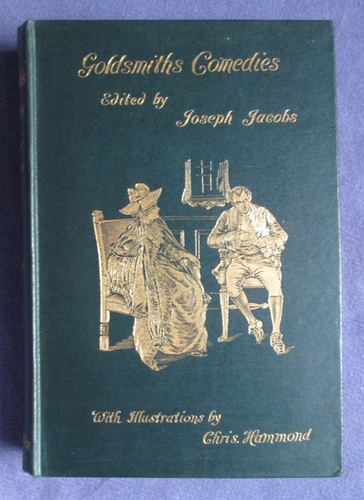 Goldsmiths Comedies
Edited by
Joseph Jacobs
With Illustrations by
Chris. Hammond